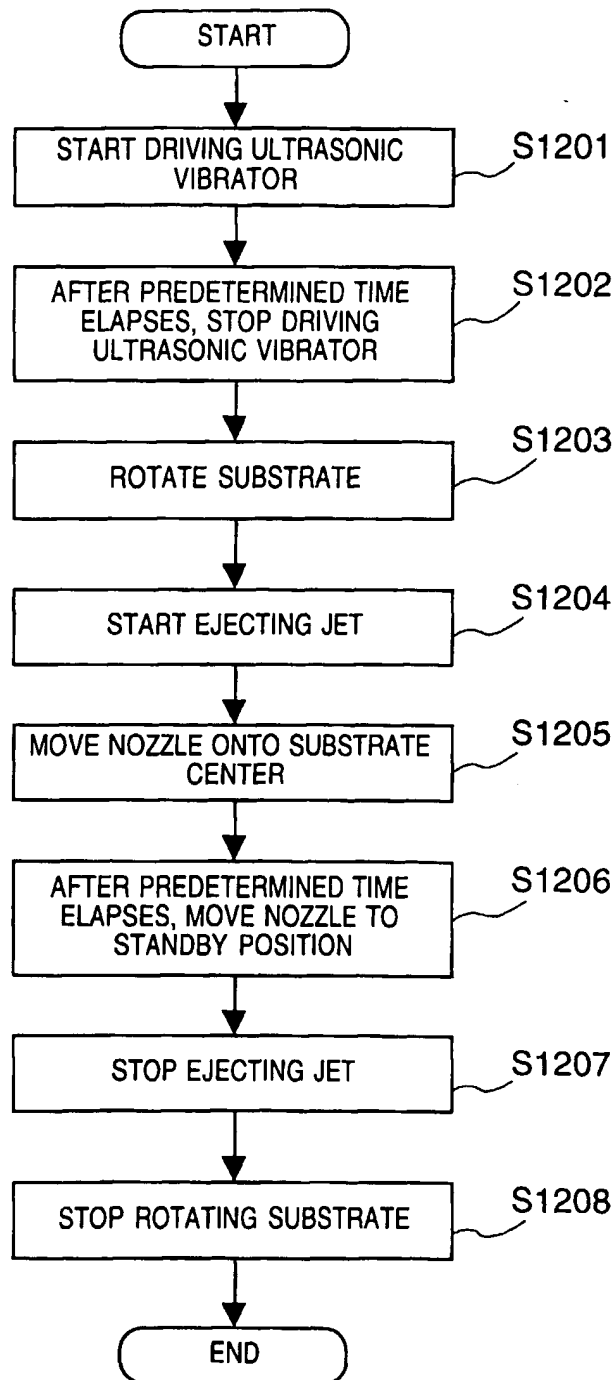 START
START DRIVING ULTRASONIC
VIBRATOR
S1201
AFTER PREDETERMINED TIME
ELAPSES, STOP DRIVING
ULTRASONIC VIBRATOR
S1202
ROTATE SUBSTRATE
S1203
START EJECTING JET
S1204
MOVE NOZZLE ONTO SUBSTRATE
CENTER
S1205
AFTER PREDETERMINED TIME
ELAPSES, MOVE NOZZLE TO
STANDBY POSITION
S1206
STOP EJECTING JET
S1207
STOP ROTATING SUBSTRATE
S1208
END